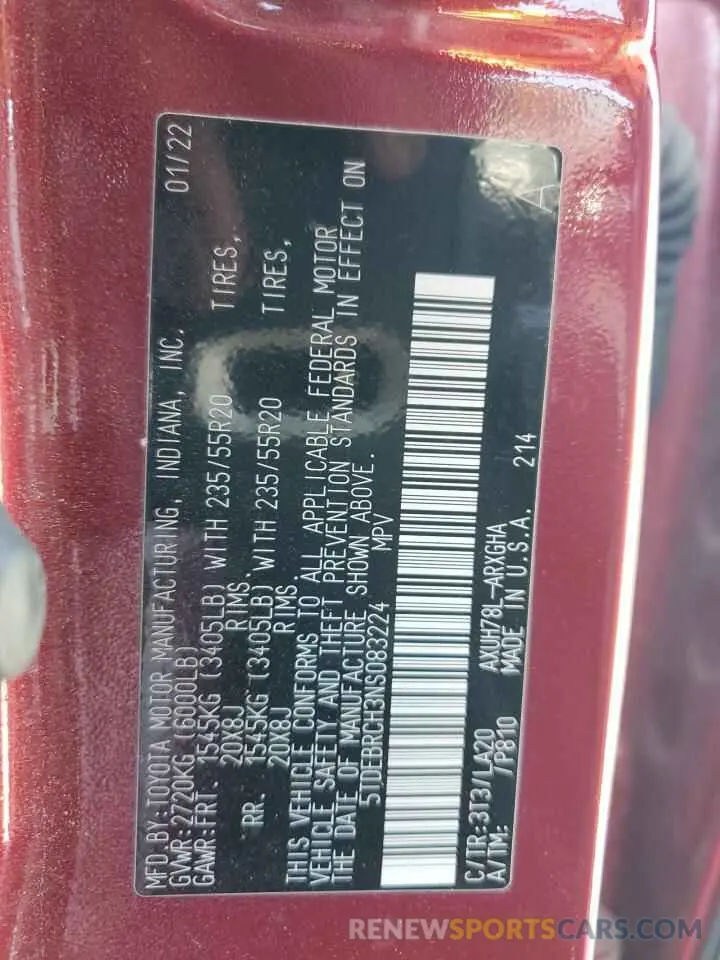 MFD.BY:TOYOTA MOTOR MANUFACTURING, INDIANA, INC. 01/22
GVWR:2720KG (6000LB)
GAWR:FRT. 1545KG (3405LB) WITH 235/55R20 TIRES,
20X8J RIMS.
RR. 1545KG (3405LB) WITH 235/55R20 TIRES,
20X8J RIMS.
THIS VEHICLE CONFORMS TO ALL APPLICABLE FEDERAL MOTOR
VEHICLE SAFETY AND THEFT PREVENTION STANDARDS IN EFFECT ON
THE DATE OF MANUFACTURE SHOWN ABOVE.
5TDEBRCH3NS083224 MPV
C/TR:3T3/LA20 AXUH78L-ARXGHA
A/TM: /P810 MADE IN U.S.A. 214
A
RENEWSPORTSCARS.COM